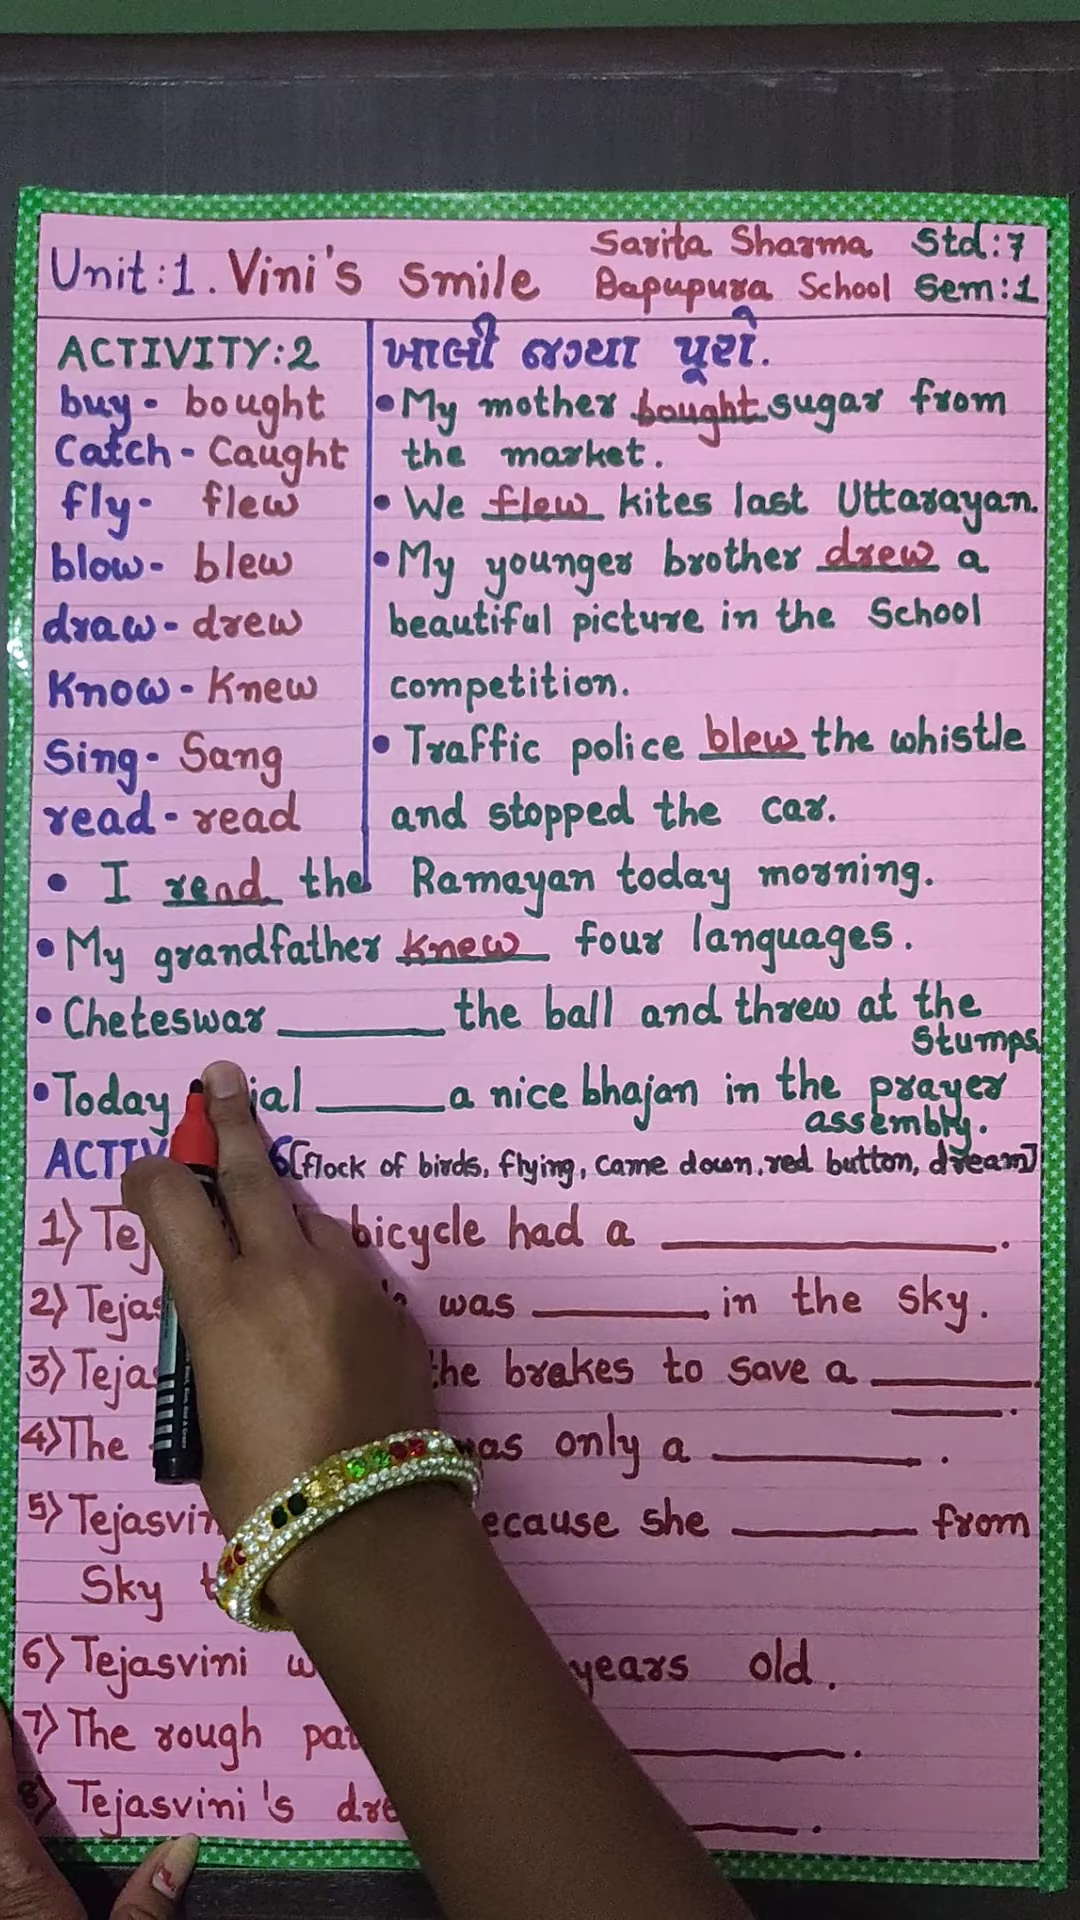 Unit:1. Vini's smile
Sarita Sharma Std:7
Bapupura School Sem:1
ACTIVITY:2
buy - bought
Catch - Caught
fly - flew
blow - blew
draw - drew
Know - Knew
Sing - Sang
read - read
ખાલી જગ્યા પૂરો.
• My mother bought sugar from
the market.
• We flew kites last Uttarayan.
• My younger brother drew a
beautiful picture in the School
competition.
• Traffic police blew the whistle
and stopped the car.
• I read the Ramayan today morning.
• My grandfather knew four languages.
• Cheteswar ______ the ball and threw at the
stumps
• Today ______ a nice bhajan in the prayer
assembly.
6[flock of birds, flying, came down, red button, dream]
1) bicycle had a ______.
2) was ______ in the sky.
3) the brakes to save a ______.
4) The only a ______.
5) she ______ from
Sky
6) Tejasvini years old.
7) The rough ______.
8) Tejasvini's ______.